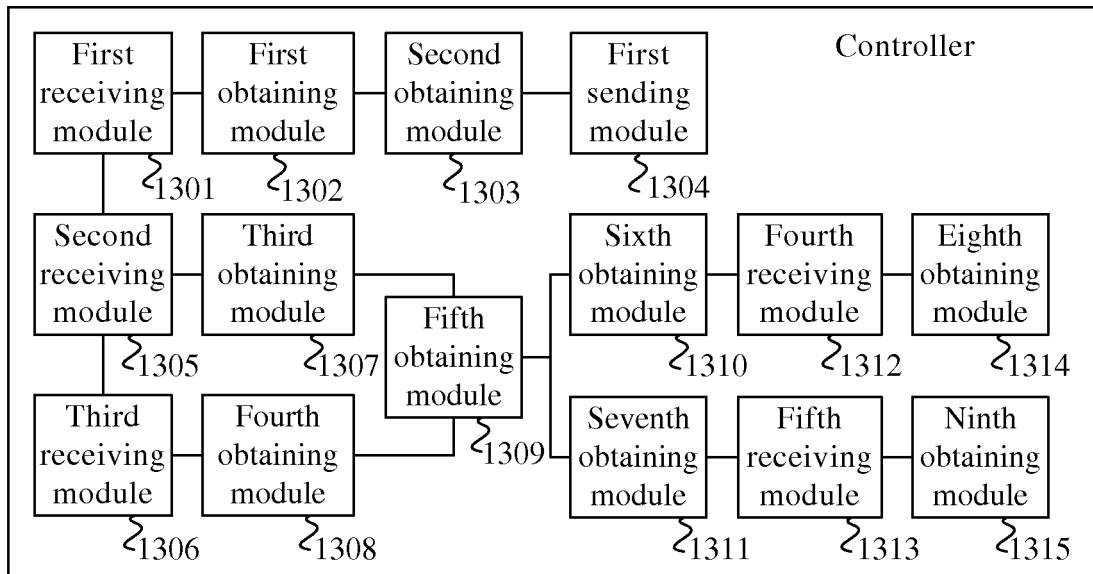 Controller
First
receiving
module
1301
First
obtaining
module
1302
Second
obtaining
module
1303
First
sending
module
1304
Second
receiving
module
1305
Third
obtaining
module
1307
Fifth
obtaining
module
1309
Sixth
obtaining
module
1310
Fourth
receiving
module
1312
Eighth
obtaining
module
1314
Third
receiving
module
1306
Fourth
obtaining
module
1308
Seventh
obtaining
module
1311
Fifth
receiving
module
1313
Ninth
obtaining
module
1315